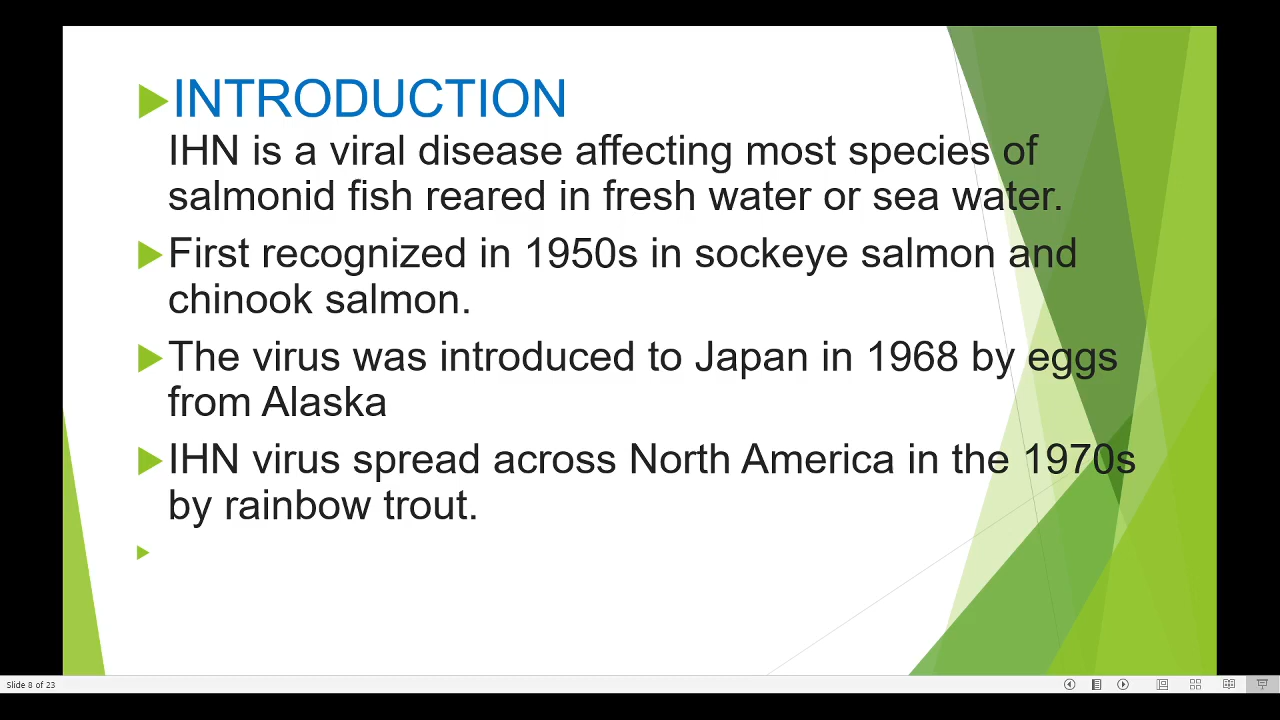 INTRODUCTION
IHN is a viral disease affecting most species of
salmonid fish reared in fresh water or sea water.
First recognized in 1950s in sockeye salmon and
chinook salmon.
The virus was introduced to Japan in 1968 by eggs
from Alaska
IHN virus spread across North America in the 1970s
by rainbow trout.
Slide 8 of 23